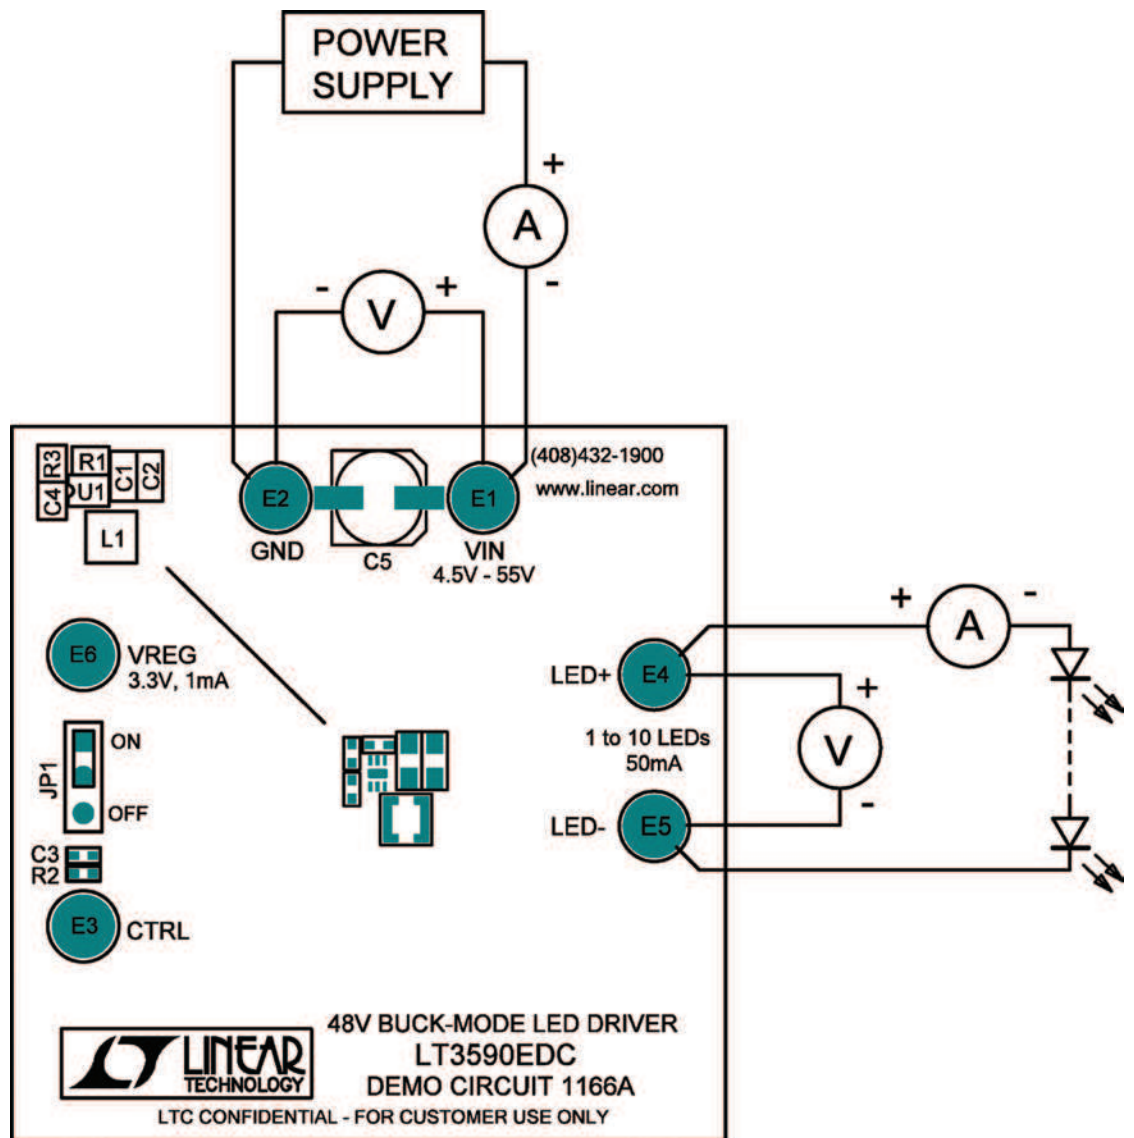 POWER
SUPPLY
+
A
-
- V +
R3 R1 C1 C2
C4 U1
L1
(408)432-1900
www.linear.com
E2 E1
GND C5 VIN
4.5V - 55V
E6 VREG
3.3V, 1mA
+ A -
LED+ E4
+
1 to 10 LEDs
50mA
V
-
LED- E5
JP1 ON
OFF
C3
R2
E3 CTRL
48V BUCK-MODE LED DRIVER
LT3590EDC
DEMO CIRCUIT 1166A
LINEAR
TECHNOLOGY
LTC CONFIDENTIAL - FOR CUSTOMER USE ONLY